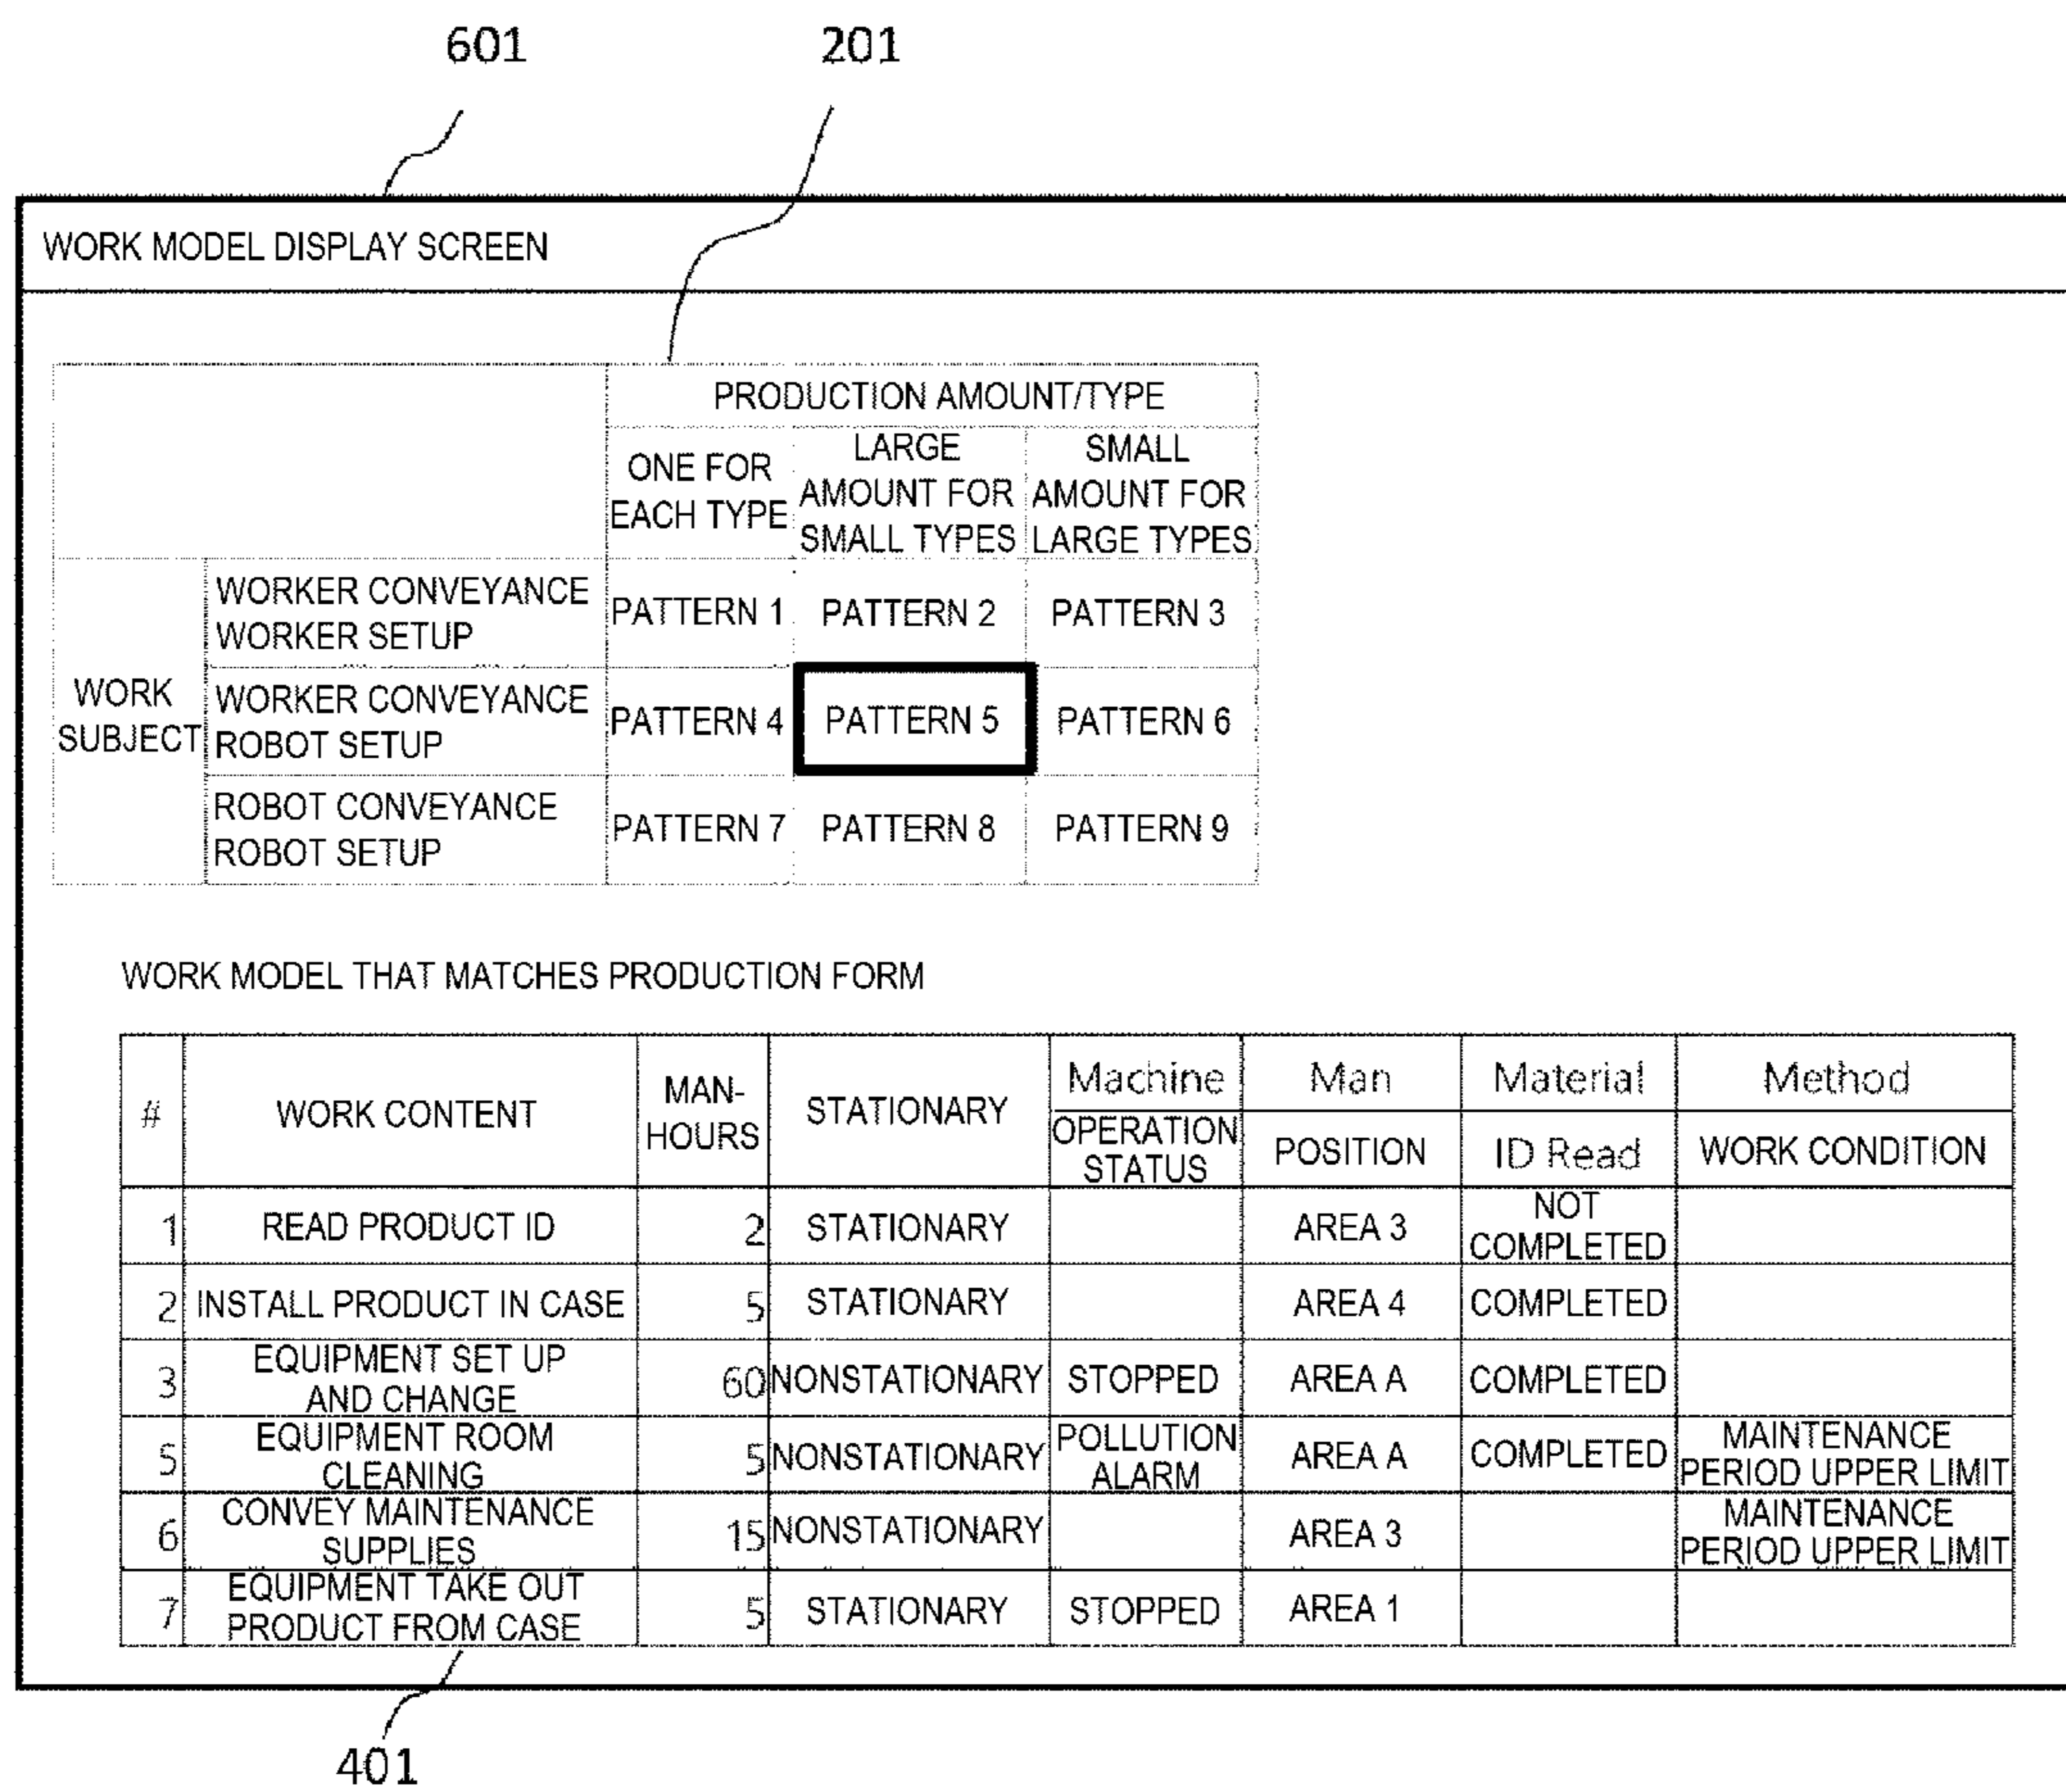 601
201
WORK MODEL DISPLAY SCREEN
PRODUCTION AMOUNT/TYPE
ONE FOR
EACH TYPE
LARGE
AMOUNT FOR
SMALL TYPES
SMALL
AMOUNT FOR
LARGE TYPES
WORK
SUBJECT
WORKER CONVEYANCE
WORKER SETUP
PATTERN 1
PATTERN 2
PATTERN 3
WORKER CONVEYANCE
ROBOT SETUP
PATTERN 4
PATTERN 5
PATTERN 6
ROBOT CONVEYANCE
ROBOT SETUP
PATTERN 7
PATTERN 8
PATTERN 9
WORK MODEL THAT MATCHES PRODUCTION FORM
#
WORK CONTENT
MAN-
HOURS
STATIONARY
Machine
OPERATION
STATUS
Man
POSITION
Material
ID Read
Method
WORK CONDITION
1
READ PRODUCT ID
2
STATIONARY
AREA 3
NOT
COMPLETED
2
INSTALL PRODUCT IN CASE
5
STATIONARY
AREA 4
COMPLETED
3
EQUIPMENT SET UP
AND CHANGE
60
NONSTATIONARY
STOPPED
AREA A
COMPLETED
5
EQUIPMENT ROOM
CLEANING
5
NONSTATIONARY
POLLUTION
ALARM
AREA A
COMPLETED
MAINTENANCE
PERIOD UPPER LIMIT
6
CONVEY MAINTENANCE
SUPPLIES
15
NONSTATIONARY
AREA 3
MAINTENANCE
PERIOD UPPER LIMIT
7
EQUIPMENT TAKE OUT
PRODUCT FROM CASE
5
STATIONARY
STOPPED
AREA 1
401